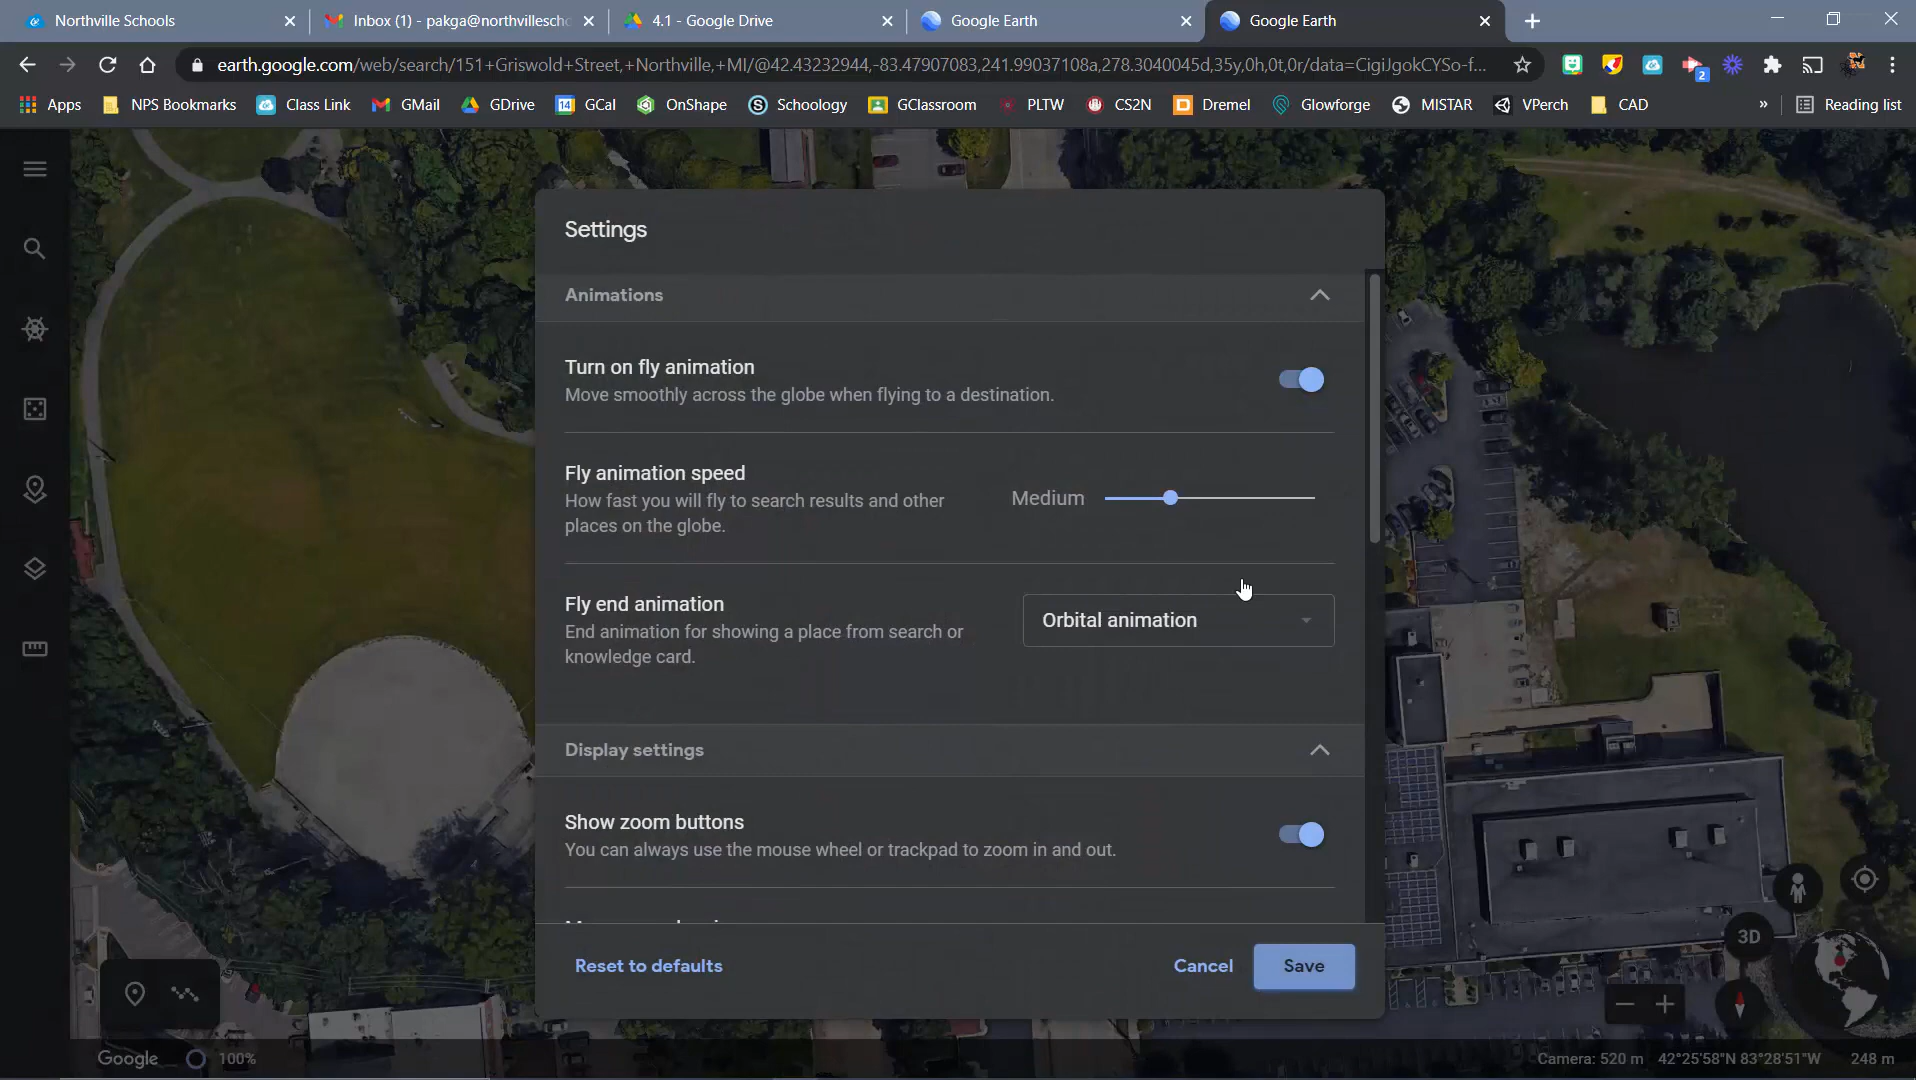 Northville Schools
Inbox (1) - pakga@northvillescho
4.1 - Google Drive
Google Earth
Google Earth
earth.google.com/web/search/151+Griswold+Street,+Northville,+MI/@42.43232944,-83.47907083,241.99037108a,278.3040045d,35y,0h,0t,0r/data=CigiJgokCYSo-f...
2
Apps
NPS Bookmarks
Class Link
GMail
GDrive
14
GCal
OnShape
Schoology
GClassroom
PLTW
CS2N
Dremel
Glowforge
MISTAR
VPerch
CAD
»
Reading list
Settings
Animations
Turn on fly animation
Move smoothly across the globe when flying to a destination.
Fly animation speed
How fast you will fly to search results and other
places on the globe.
Medium
Fly end animation
End animation for showing a place from search or
knowledge card.
Orbital animation
Display settings
Show zoom buttons
You can always use the mouse wheel or trackpad to zoom in and out.
Reset to defaults
Cancel
Save
3D
Google
100%
Camera: 520 m
42°25'58"N 83°28'51"W
248 m